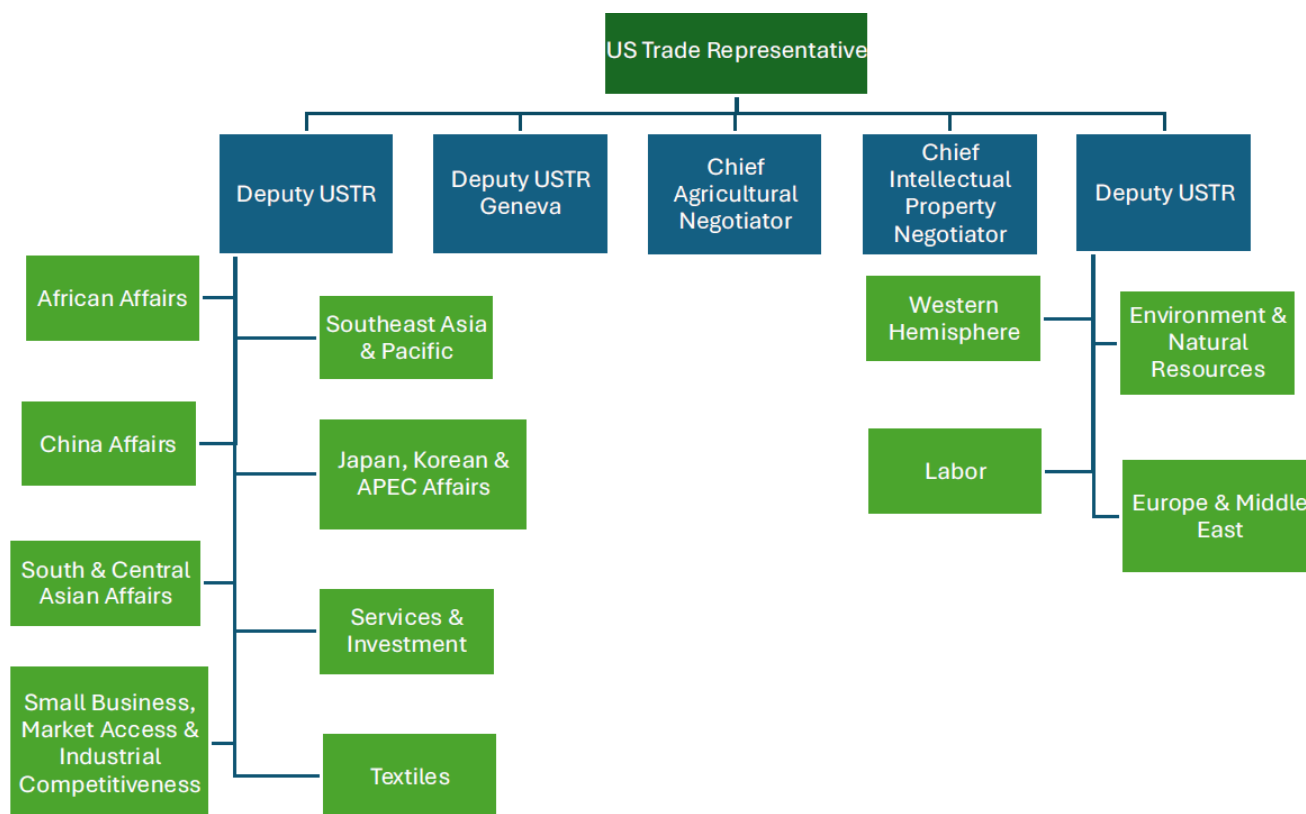 US Trade Representative
Deputy USTR
Deputy USTR
Geneva
Chief
Agricultural
Negotiator
Chief
Intellectual
Property
Negotiator
Deputy USTR
African Affairs
Southeast Asia
& Pacific
China Affairs
Japan, Korean &
APEC Affairs
South & Central
Asian Affairs
Services &
Investment
Small Business,
Market Access &
Industrial
Competitiveness
Textiles
Western
Hemisphere
Environment &
Natural
Resources
Labor
Europe & Middle
East